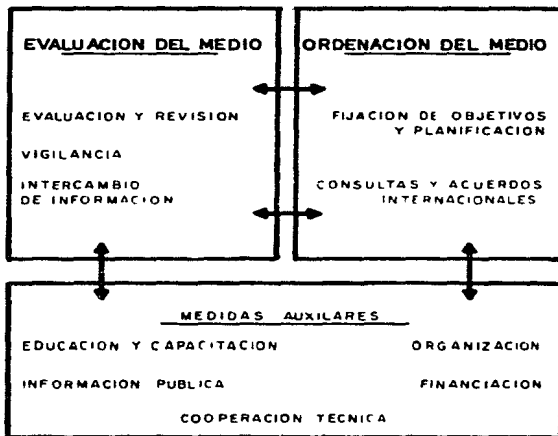 EVALUACION DEL MEDIO
EVALUACION Y REVISION
VIGILANCIA
INTERCAMBIO
DE INFORMACION
ORDENACION DEL MEDIO
FIJACION DE OBJETIVOS
Y PLANIFICACION
CONSULTAS Y ACUERDOS
INTERNACIONALES
MEDIDAS AUXILARES
EDUCACION Y CAPACITACION
ORGANIZACION
INFORMACION PUBLICA
FINANCIACION
COOPERACION TECNICA